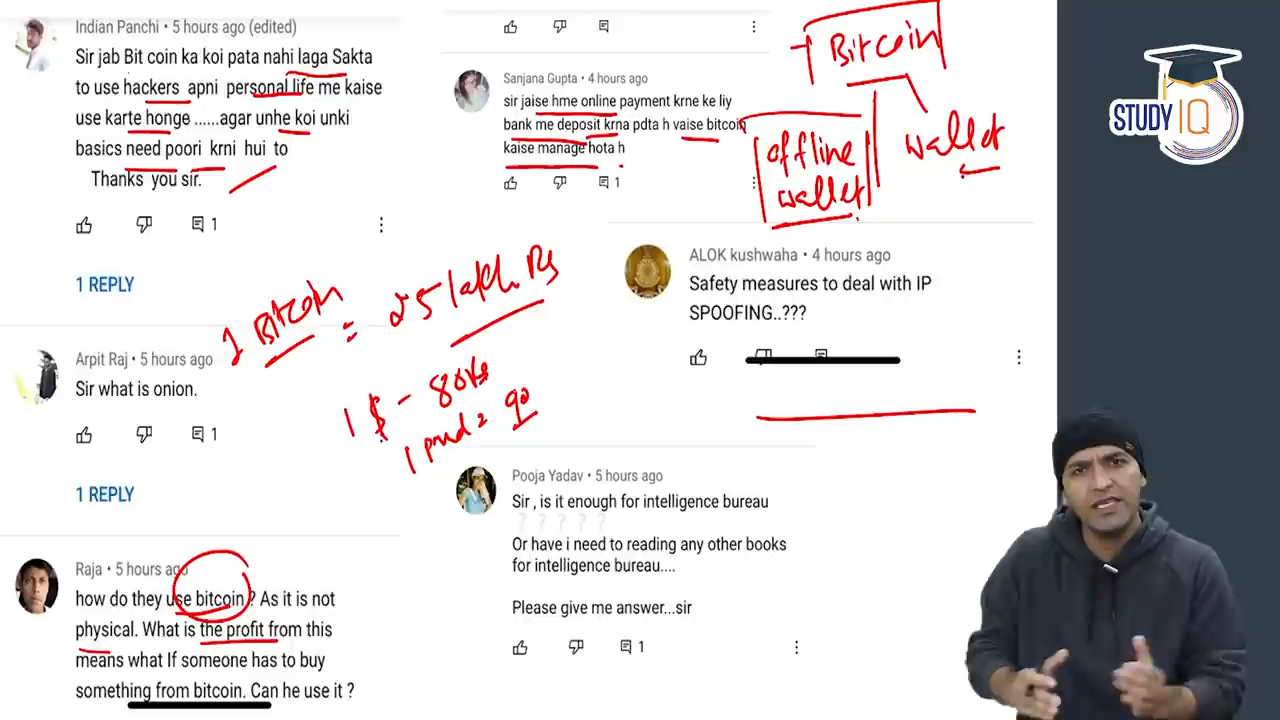 Indian Panchi • 5 hours ago (edited)
Sir jab Bit coin ka koi pata nahi laga Sakta
to use hackers apni personal life me kaise
use karte honge ......agar unhe koi unki
basics need poori krni hui to
Thanks you sir.
1
1 REPLY
Arpit Raj • 5 hours ago
Sir what is onion.
1
1 REPLY
Raja • 5 hours ago
how do they use bitcoin ? As it is not
physical. What is the profit from this
means what If someone has to buy
something from bitcoin. Can he use it ?
1 Bitcoin = 25 lakh Rs
1 $ - 80 Rs
1 pond = 90
Sanjana Gupta • 4 hours ago
sir jaise hme online payment krne ke liy
bank me deposit krna pdta h vaise bitcoin
kaise manage hota h
1
Bitcoin
offline
wallet
wallet
ALOK kushwaha • 4 hours ago
Safety measures to deal with IP
SPOOFING..???
Pooja Yadav • 5 hours ago
Sir , is it enough for intelligence bureau
? ? ? ? ?
Or have i need to reading any other books
for intelligence bureau....
Please give me answer...sir
1
STUDY IQ